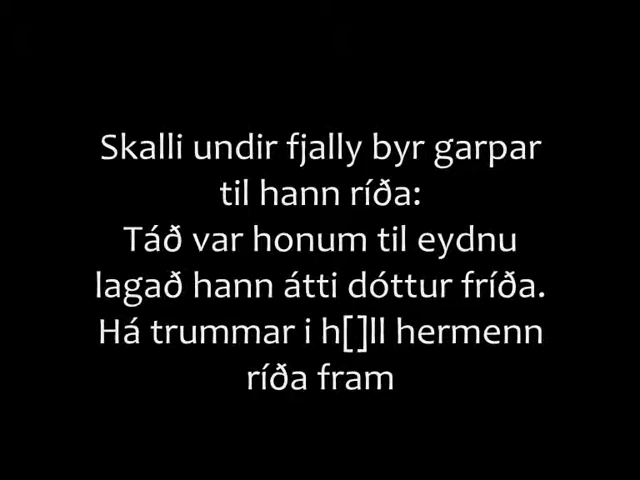 Skalli undir fjally byr garpar
til hann ríða:
Táð var honum til eydnu
lagað hann átti dóttur fríða.
Há trummar i h[]ll hermenn
ríða fram